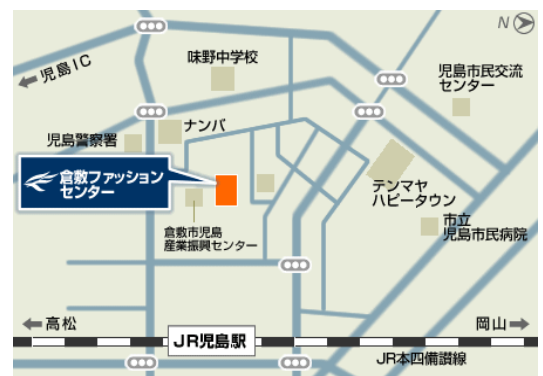 N
児島IC
味野中学校
児島市民交流
センター
ナンバ
児島警察署
倉敷ファッション
センター
テンマヤ
ハピータウン
市立
児島市民病院
倉敷市児島
産業振興センター
高松
岡山
JR児島駅
JR本四備讃線